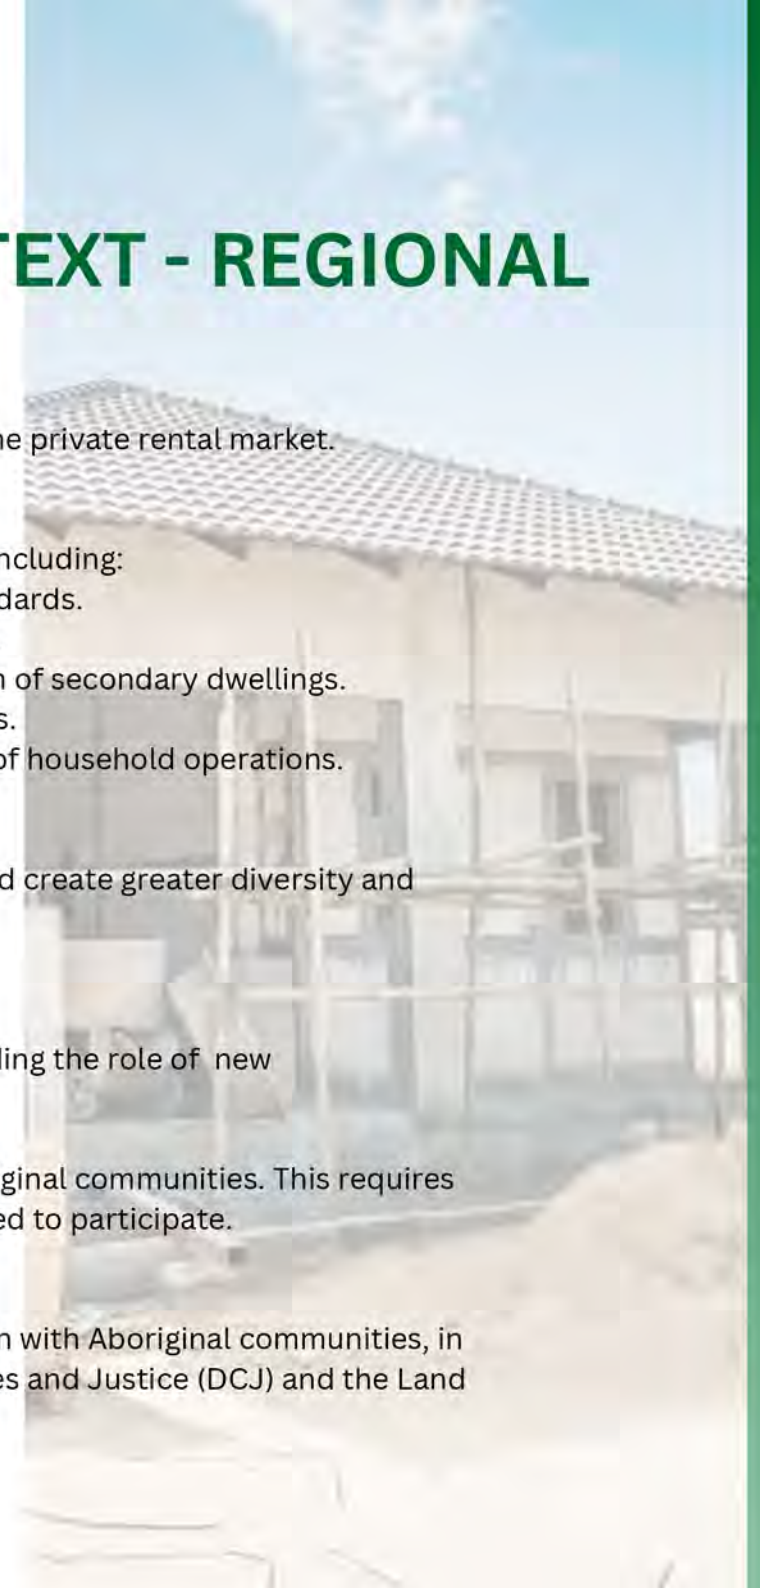 TEXT - REGIONAL
he private rental market.
ncluding:
dards.
n of secondary dwellings.
s.
of household operations.
d create greater diversity and
ding the role of  new
ginal communities. This requires
ed to participate.
n with Aboriginal communities, in
es and Justice (DCJ) and the Land